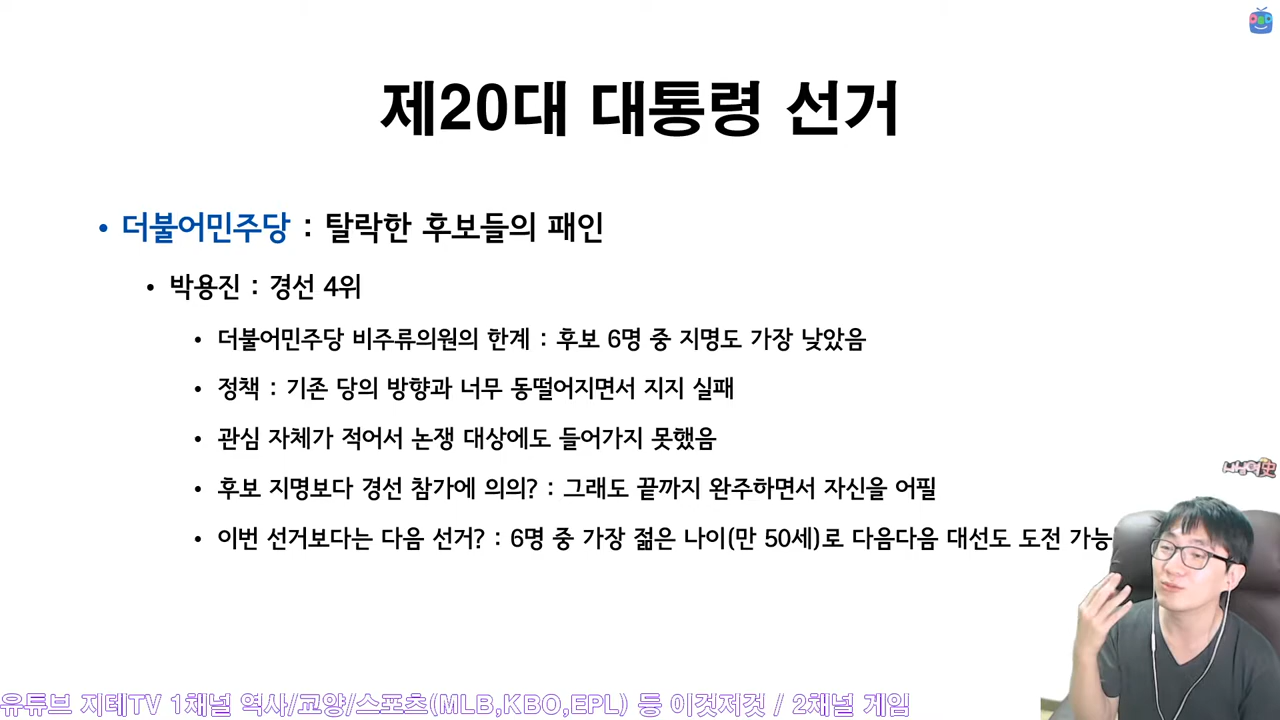 제20대 대통령 선거
• 더불어민주당 : 탈락한 후보들의 패인
• 박용진 : 경선 4위
• 더불어민주당 비주류의원의 한계 : 후보 6명 중 지명도 가장 낮았음
• 정책 : 기존 당의 방향과 너무 동떨어지면서 지지 실패
• 관심 자체가 적어서 논쟁 대상에도 들어가지 못했음
• 후보 지명보다 경선 참가에 의의? : 그래도 끝까지 완주하면서 자신을 어필
• 이번 선거보다는 다음 선거? : 6명 중 가장 젊은 나이(만 50세)로 다음다음 대선도 도전 가능
유튜브 지테TV 1채널 역사/교양/스포츠(MLB,KBO,EPL) 등 이것저것 / 2채널 게임